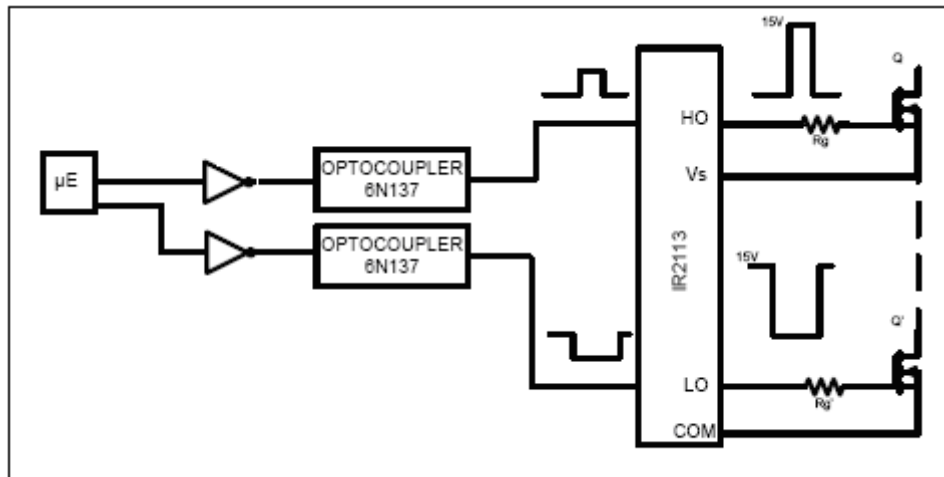 15V
Q
HO
Rg
OPTOCOUPLER
6N137
µE
Vs
OPTOCOUPLER
6N137
IR2113
15V
Q'
LO
Rg'
COM